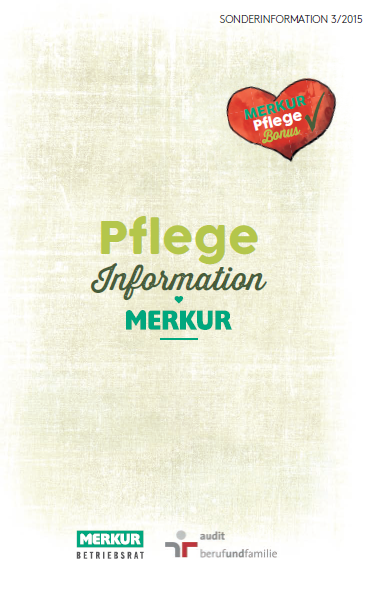 SONDERINFORMATION 3/2015
MERKUR
Pflege
Bonus
Pflege
Information
MERKUR
MERKUR
BETRIEBSRAT
audit
berufundfamilie